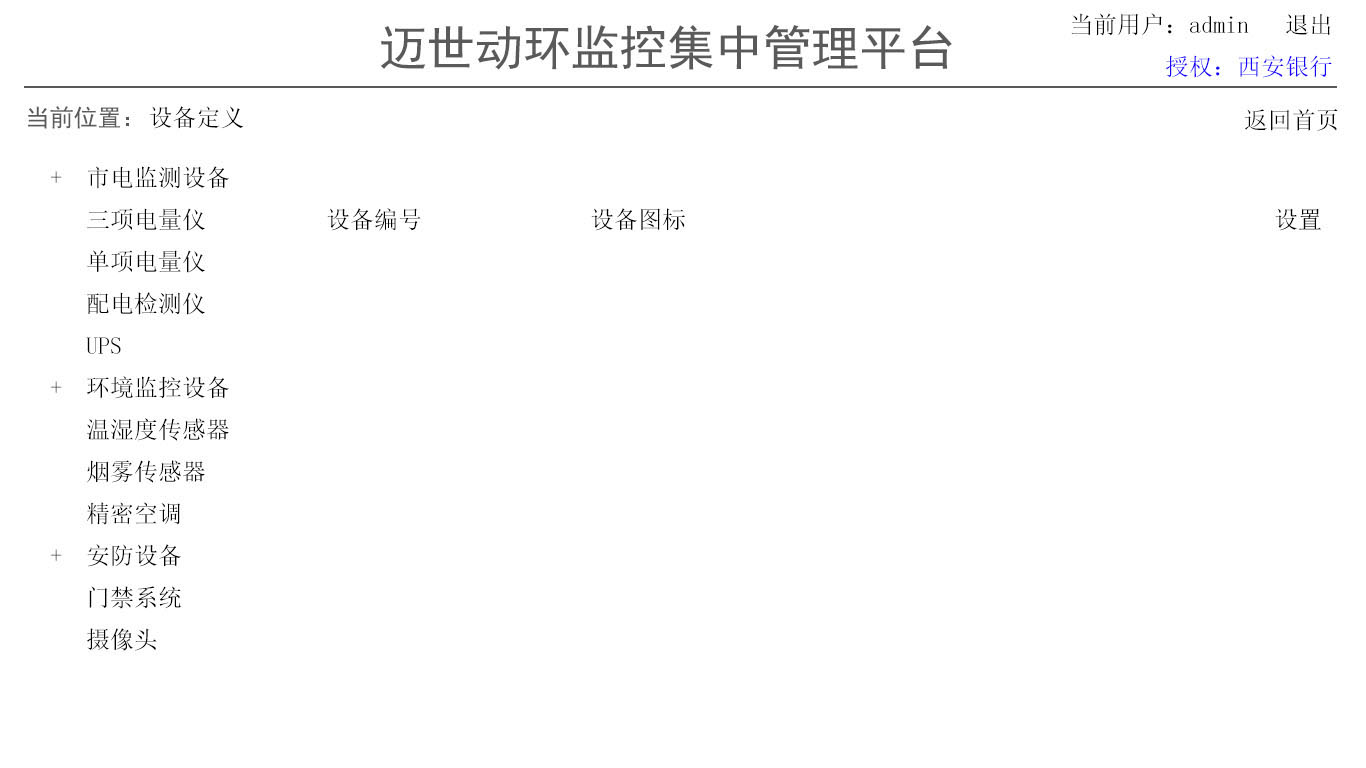 迈世动环监控集中管理平台
当前用户：admin 退出
授权：西安银行
当前位置：设备定义
返回首页
+ 市电监测设备
三项电量仪 设备编号 设备图标 设置
单项电量仪
配电检测仪
UPS
+ 环境监控设备
温湿度传感器
烟雾传感器
精密空调
+ 安防设备
门禁系统
摄像头